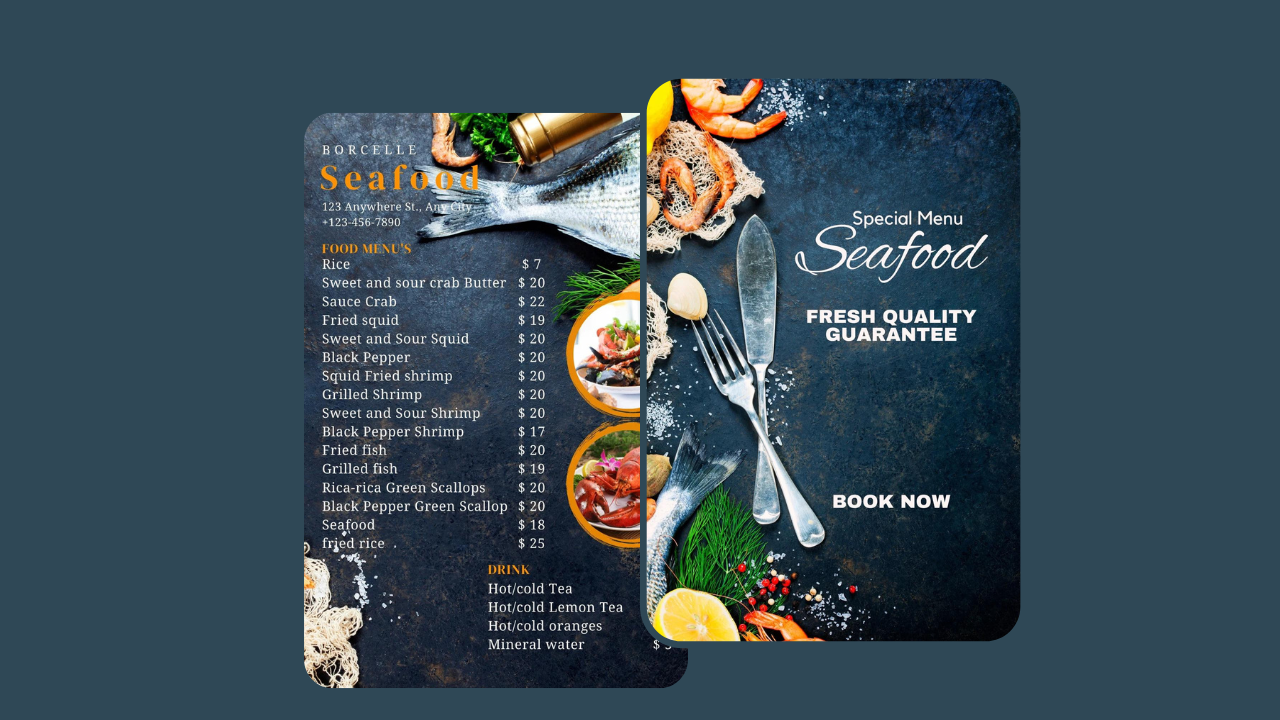 BORCELLE
Seafood
123 Anywhere St., Any City
+123-456-7890
FOOD MENU'S
Rice $ 7
Sweet and sour crab Butter $ 20
Sauce Crab $ 22
Fried squid $ 19
Sweet and Sour Squid $ 20
Black Pepper $ 20
Squid Fried shrimp $ 20
Grilled Shrimp $ 20
Sweet and Sour Shrimp $ 20
Black Pepper Shrimp $ 17
Fried fish $ 20
Grilled fish $ 19
Rica-rica Green Scallops $ 20
Black Pepper Green Scallop $ 20
Seafood $ 18
fried rice . $ 25
DRINK
Hot/cold Tea
Hot/cold Lemon Tea
Hot/cold oranges
Mineral water $
Special Menu
Seafood
FRESH QUALITY
GUARANTEE
BOOK NOW